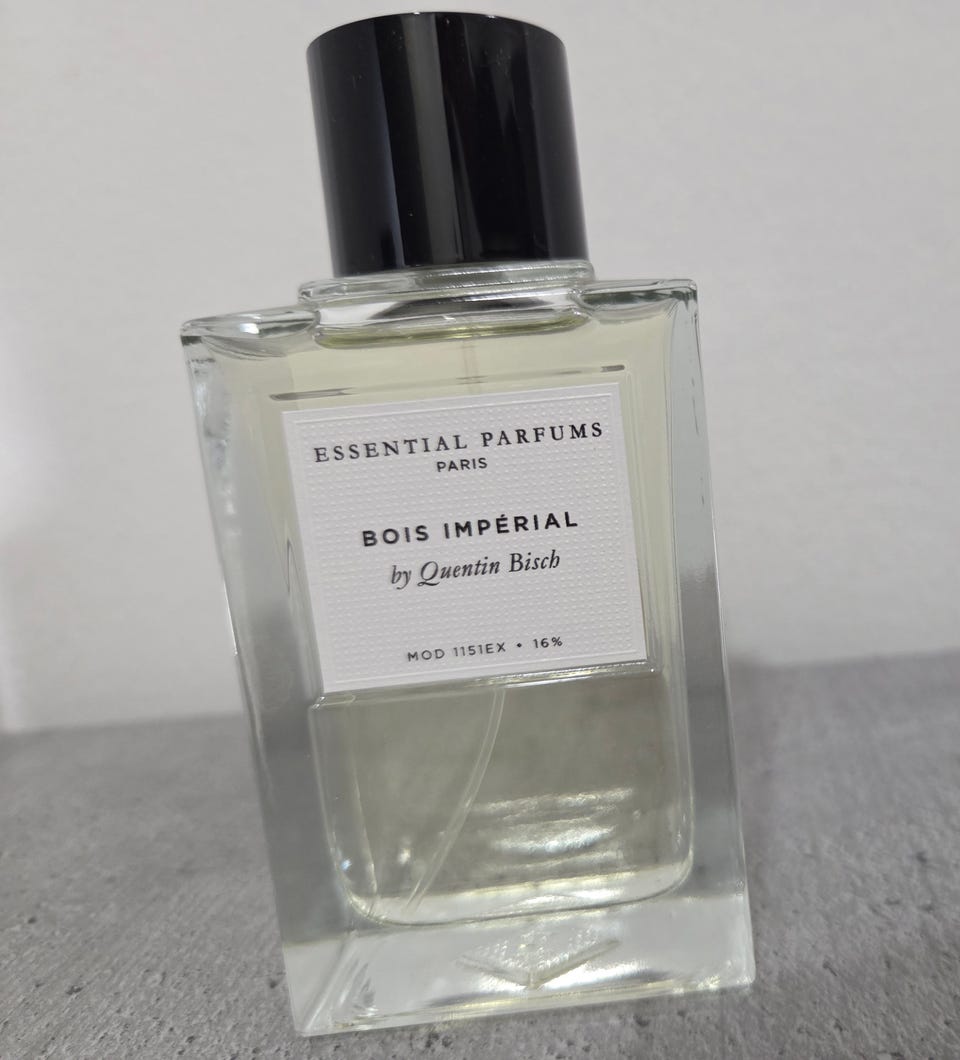 ESSENTIAL PARFUMS
PARIS
BOIS IMPÉRIAL
by Quentin Bisch
MOD 1151EX • 16%